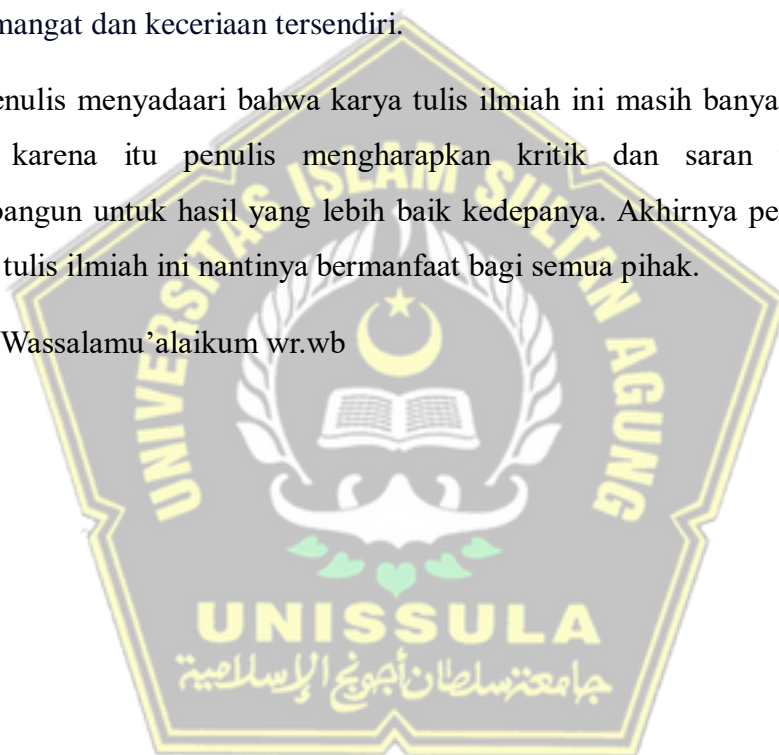 mangat dan keceriaan tersendiri.
enulis menyadaari bahwa karya tulis ilmiah ini masih banya
karena itu penulis mengharapkan kritik dan saran
bangun untuk hasil yang lebih baik kedepanya. Akhirnya pe
tulis ilmiah ini nantinya bermanfaat bagi semua pihak.
Wassalamu’alaikum wr.wb
UNIVERSITAS ISLAM SULTAN AGUNG
UNISSULA
جامعتنسلطان أجونج الإسلامية